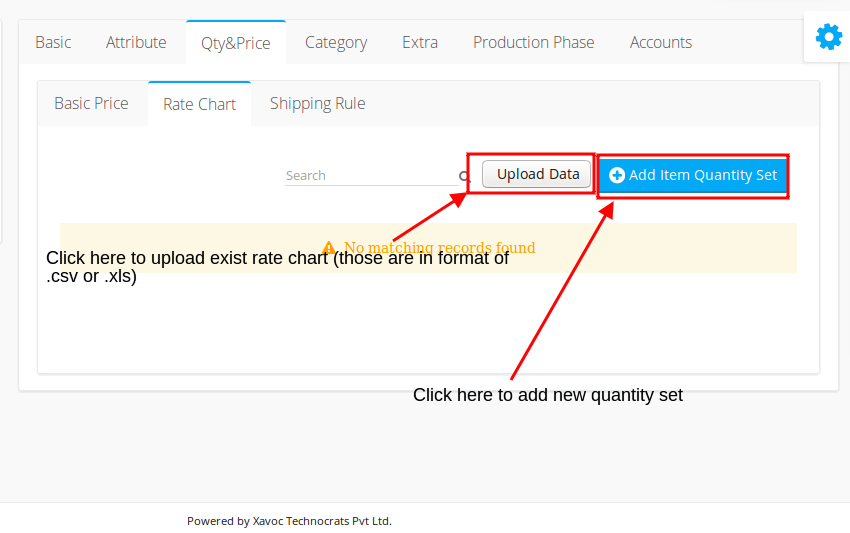 Basic Attribute Qty&Price Category Extra Production Phase Accounts
Basic Price Rate Chart Shipping Rule
Search Upload Data Add Item Quantity Set
No matching records found
Click here to upload exist rate chart (those are in format of
.csv or .xls)
Click here to add new quantity set
Powered by Xavoc Technocrats Pvt Ltd.